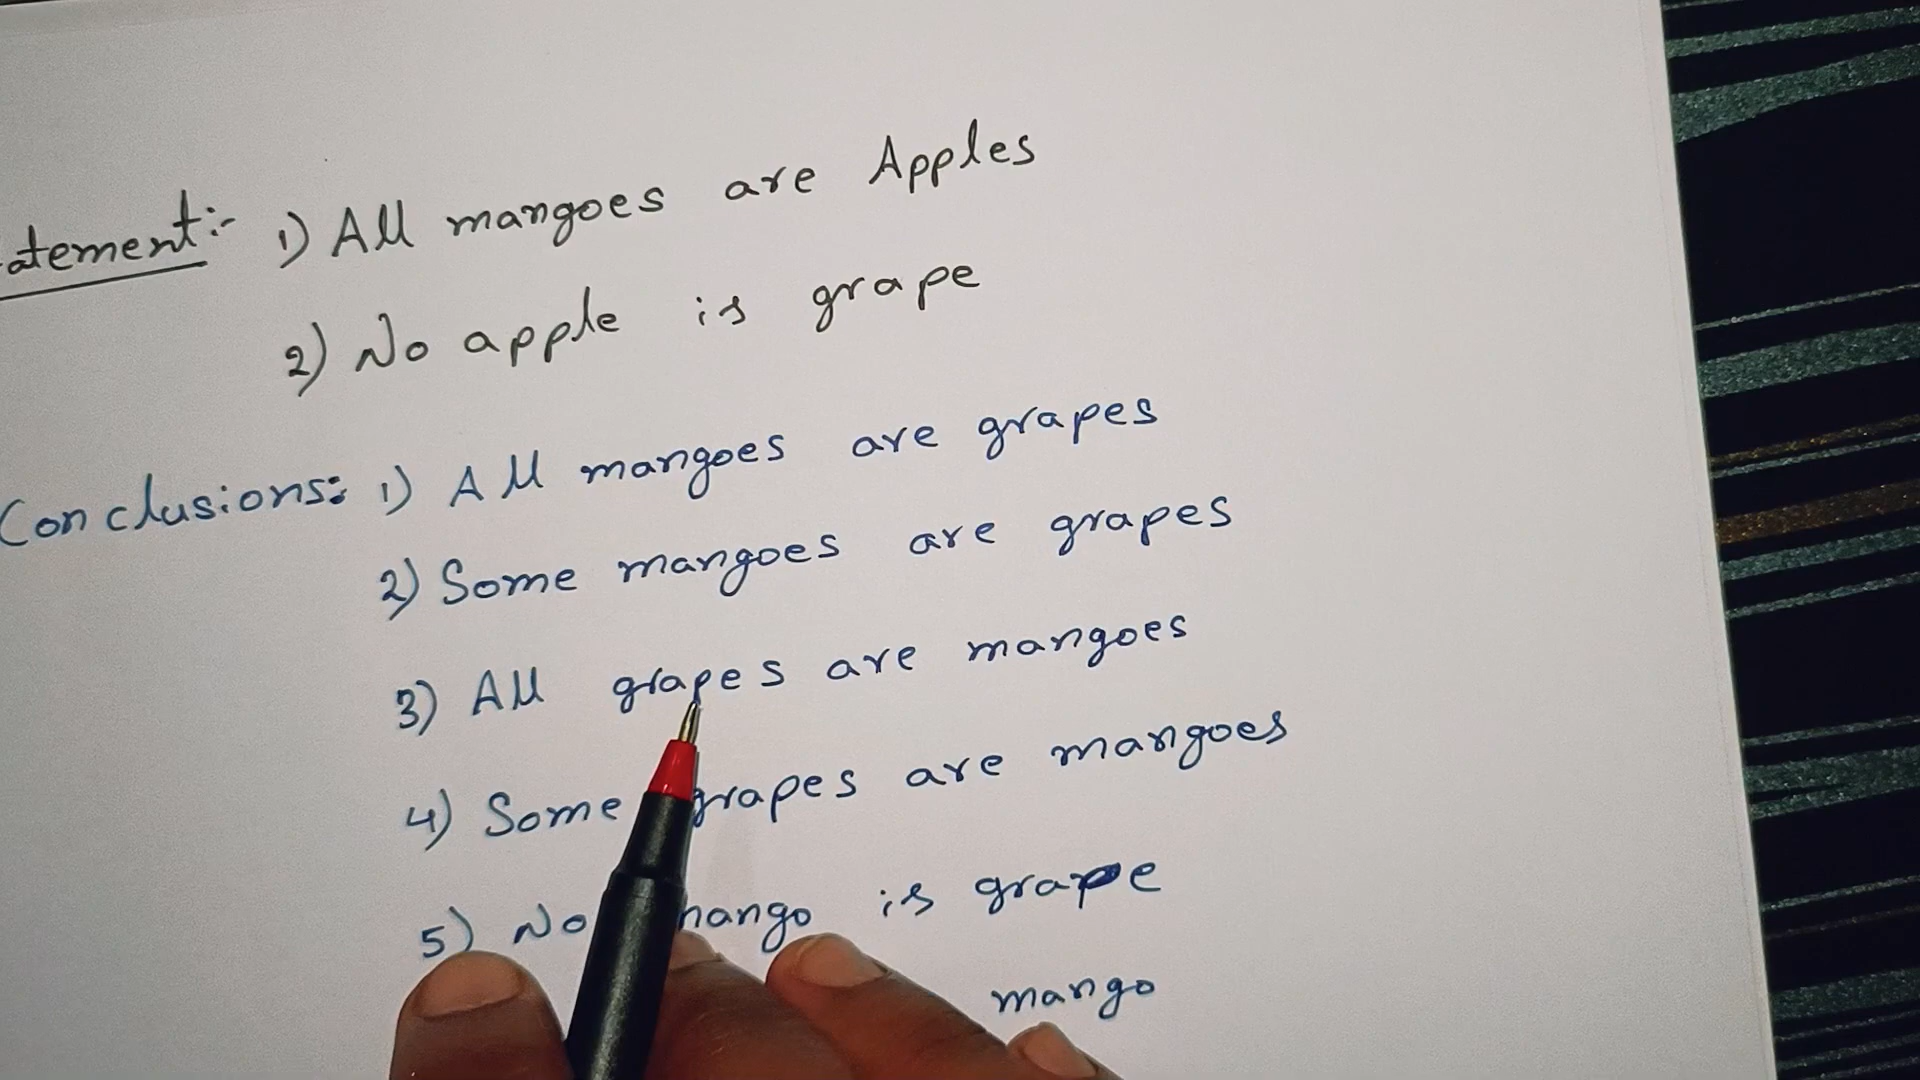 atement:- 1) All mangoes are Apples
2) No apple is grape
Conclusions: 1) All mangoes are grapes
2) Some mangoes are grapes
3) All grapes are mangoes
4) Some grapes are mangoes
5) No mango is grape
mango